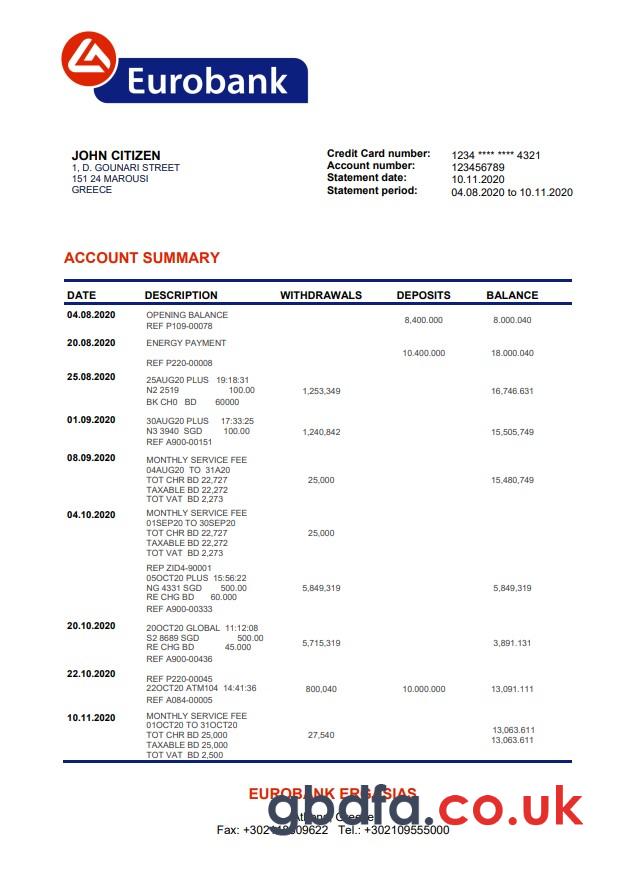 Eurobank
JOHN CITIZEN
1, D. GOUNARI STREET
151 24 MAROUSI
GREECE
Credit Card number: 1234 **** **** 4321
Account number: 123456789
Statement date: 10.11.2020
Statement period: 04.08.2020 to 10.11.2020
ACCOUNT SUMMARY
DATE DESCRIPTION WITHDRAWALS DEPOSITS BALANCE
04.08.2020 OPENING BALANCE
8,400.000 8.000.040
REF P109-00078
20.08.2020 ENERGY PAYMENT
10.400.000 18.000.040
REF P220-00008
25.08.2020 25AUG20 PLUS 19:18:31
N2 2519 100.00 1,253,349 16,746.631
BK CH0 BD 60000
01.09.2020 30AUG20 PLUS 17:33:25
N3 3940 SGD 100.00 1,240,842 15,505,749
REF A900-00151
08.09.2020 MONTHLY SERVICE FEE
04AUG20 TO 31A20
TOT CHR BD 22,727 25,000 15,480,749
TAXABLE BD 22,272
TOT VAT BD 2,273
04.10.2020 MONTHLY SERVICE FEE
01SEP20 TO 30SEP20
TOT CHR BD 22,727 25,000
TAXABLE BD 22,272
TOT VAT BD 2,273
REP ZID4-90001
05OCT20 PLUS 15:56:22
NG 4331 SGD 500.00 5,849,319 5,849,319
RE CHG BD 60.000
REF A900-00333
20.10.2020 20OCT20 GLOBAL 11:12:08
S2 8689 SGD 500.00 5,715,319 3,891.131
RE CHG BD 45.000
REF A900-00436
22.10.2020 REF P220-00045
22OCT20 ATM104 14:41:36 800,040 10.000.000 13,091.111
REF A084-00005
10.11.2020 MONTHLY SERVICE FEE
01OCT20 TO 31OCT20 13,063.611
TOT CHR BD 25,000 27,540 13,063.611
TAXABLE BD 25,000
TOT VAT BD 2,500
EUROBANK ERGASIAS
gbdfa.co.uk
Athens, Greece
Fax: Tel.: +302109555000